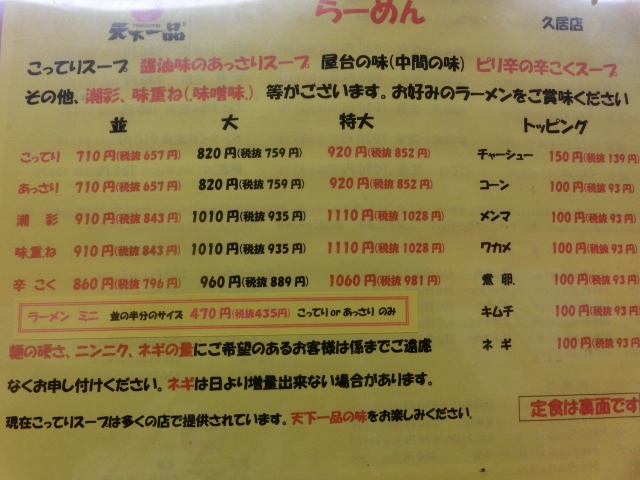 らーめん
天下一品
久居店
こってりスープ 醤油味のあっさりスープ 屋台の味(中間の味) ピリ辛の辛こくスープ
その他、潮彩、味重ね(味噌味.) 等がございます。お好みのラーメンをご賞味ください
並 大 特大 トッピング
こってり 710円(税抜657円) 820円(税抜759円) 920円(税抜852円) チャーシュー 150円(税抜139円)
あっさり 710円(税抜657円) 820円(税抜759円) 920円(税抜852円) コーン 100円(税抜93円)
潮 彩 910円(税抜843円) 1010円(税抜935円) 1110円(税抜1028円) メンマ 100円(税抜93円)
味重ね 910円(税抜843円) 1010円(税抜935円) 1110円(税抜1028円) ワカメ 100円(税抜93円)
辛 こく 860円(税抜796円) 960円(税抜889円) 1060円(税抜981円) 煮 卵. 100円(税抜93円)
ラーメン ミニ 並の半分のサイズ 470円(税抜435円) こってりorあっさりのみ キムチ 100円(税抜93円
麺の硬さ、ニンニク、ネギの量にご希望のあるお客様は係までご遠慮 ネ ギ 100円(税抜93円
なくお申し付けください。ネギは日より増量出来ない場合があります。
現在こってりスープは多くの店で提供されています。天下一品の味をお楽しみください.
定食は裏面です